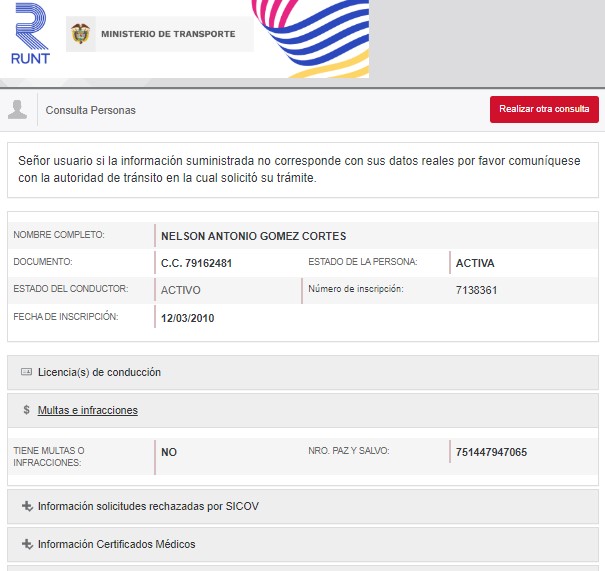 RUNT
MINISTERIO DE TRANSPORTE
Consulta Personas
Realizar otra consulta
Señor usuario si la información suministrada no corresponde con sus datos reales por favor comuníquese
con la autoridad de tránsito en la cual solicitó su trámite.
NOMBRE COMPLETO: NELSON ANTONIO GOMEZ CORTES
DOCUMENTO: C.C. 79162481 ESTADO DE LA PERSONA: ACTIVA
ESTADO DEL CONDUCTOR: ACTIVO Número de inscripción: 7138361
FECHA DE INSCRIPCIÓN: 12/03/2010
Licencia(s) de conducción
$ Multas e infracciones
TIENE MULTAS O
INFRACCIONES: NO NRO. PAZ Y SALVO: 751447947065
Información solicitudes rechazadas por SICOV
Información Certificados Médicos